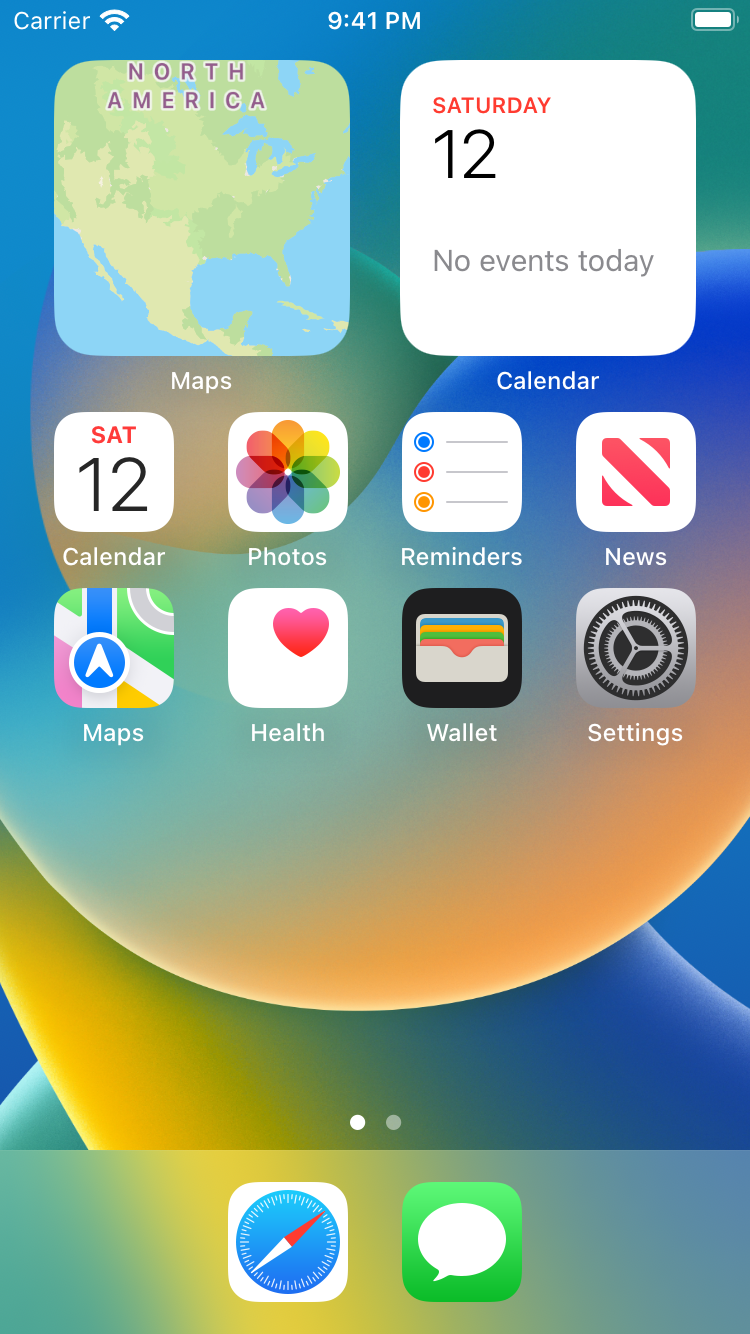 Carrier 9:41 PM
NORTH
AMERICA
SATURDAY
12
No events today
Maps Calendar
SAT
12
Calendar Photos Reminders News
Maps Health Wallet Settings